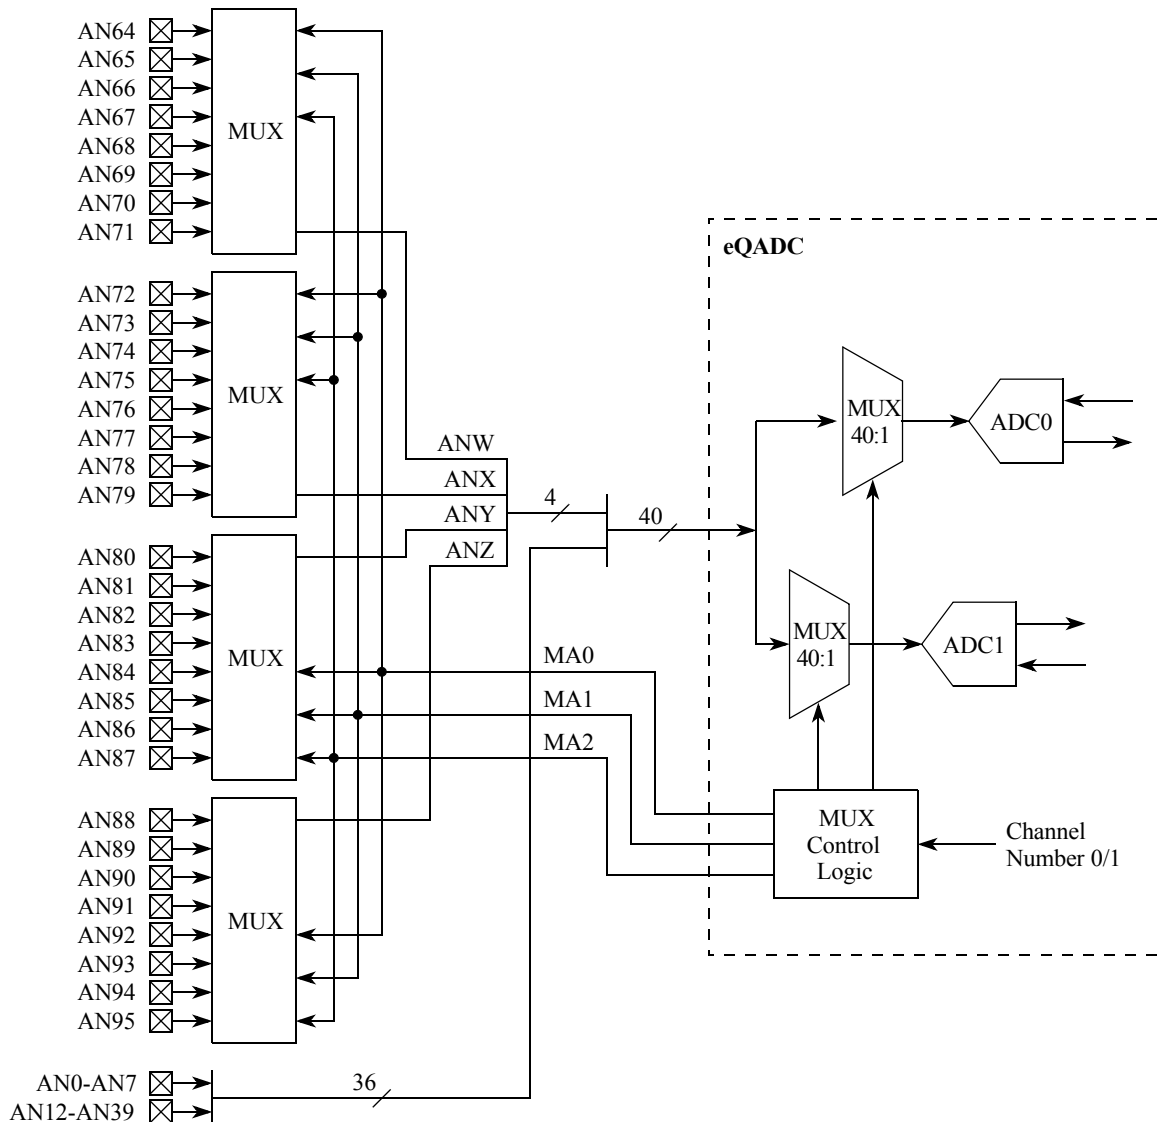 AN64
AN65
AN66
AN67
AN68
AN69
AN70
AN71
MUX
eQADC
AN72
AN73
AN74
AN75
AN76
AN77
AN78
AN79
MUX
ANW
ANX
ANY
ANZ
4
40
MUX
40:1
ADC0
AN80
AN81
AN82
AN83
AN84
AN85
AN86
AN87
MUX
MA0
MA1
MA2
MUX
40:1
ADC1
AN88
AN89
AN90
AN91
AN92
AN93
AN94
AN95
MUX
MUX
Control
Logic
Channel
Number 0/1
AN0-AN7
AN12-AN39
36